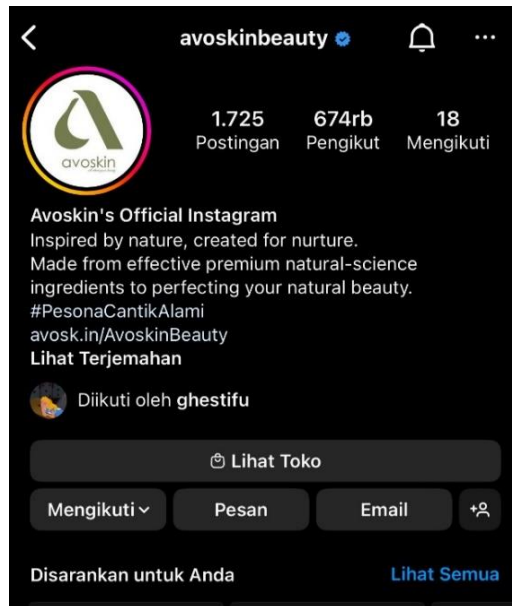 avoskinbeauty
avoskin
1.725 674rb 18
Postingan Pengikut Mengikuti
Avoskin's Official Instagram
Inspired by nature, created for nurture.
Made from effective premium natural-science
ingredients to perfecting your natural beauty.
#PesonaCantikAlami
avosk.in/AvoskinBeauty
Lihat Terjemahan
Diikuti oleh ghestifu
Lihat Toko
Mengikuti Pesan Email
Disarankan untuk Anda Lihat Semua